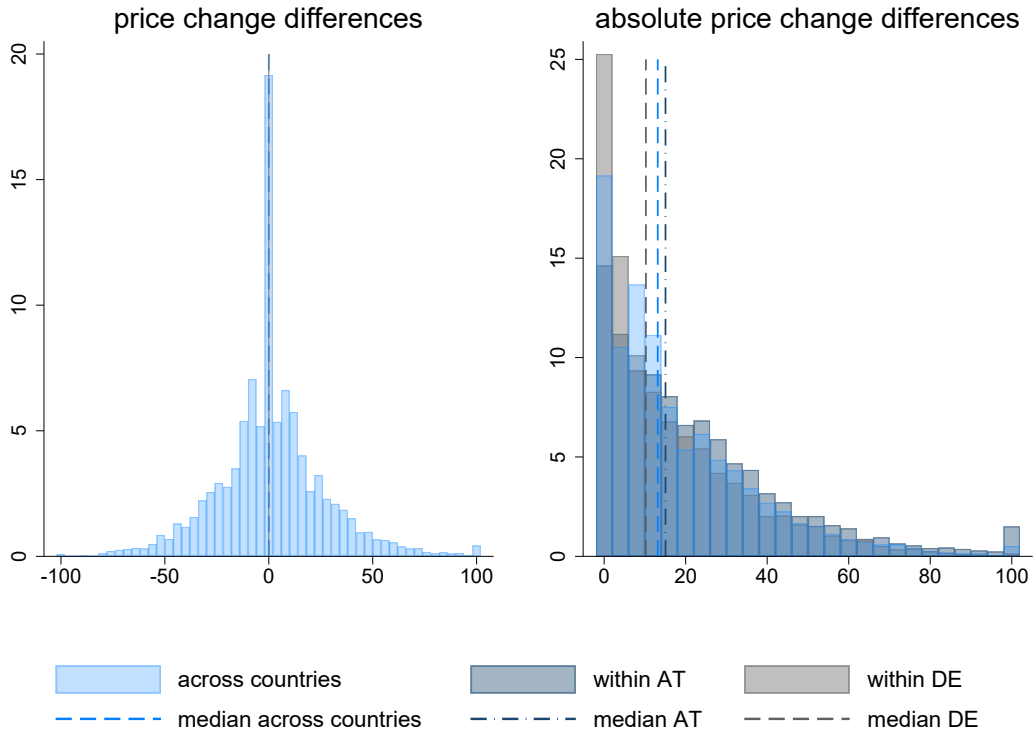 price change differences
20
15
10
5
0
-100 -50 0 50 100
absolute price change differences
25
20
15
10
5
0
0 20 40 60 80 100
across countries within AT within DE
median across countries median AT median DE